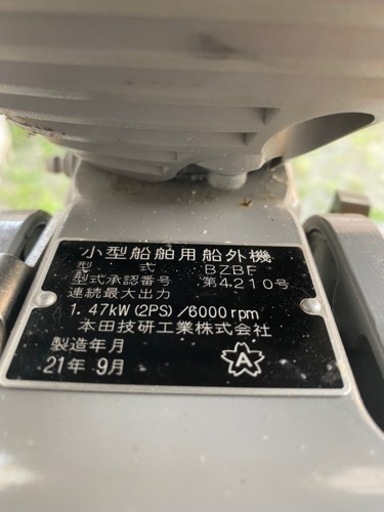 小型船舶用船外機
型式 BZBF
型式承認番号 第4210号
連続最大出力
1.47kW(2PS)/6000rpm
本田技研工業株式会社
製造年月
21年 9月
A